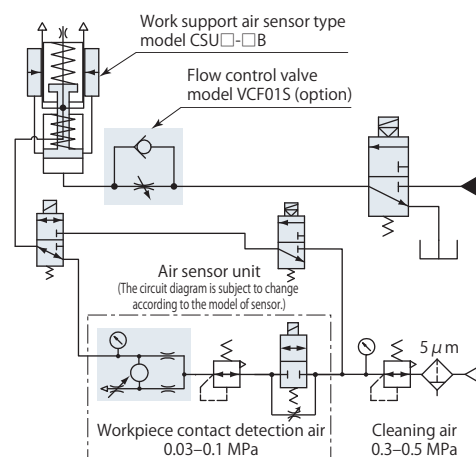 Work support air sensor type
model CSU□-□B
Flow control valve
model VCF01S (option)
Air sensor unit
(The circuit diagram is subject to change
according to the model of sensor.)
5 μm
Workpiece contact detection air
0.03–0.1 MPa
Cleaning air
0.3–0.5 MPa